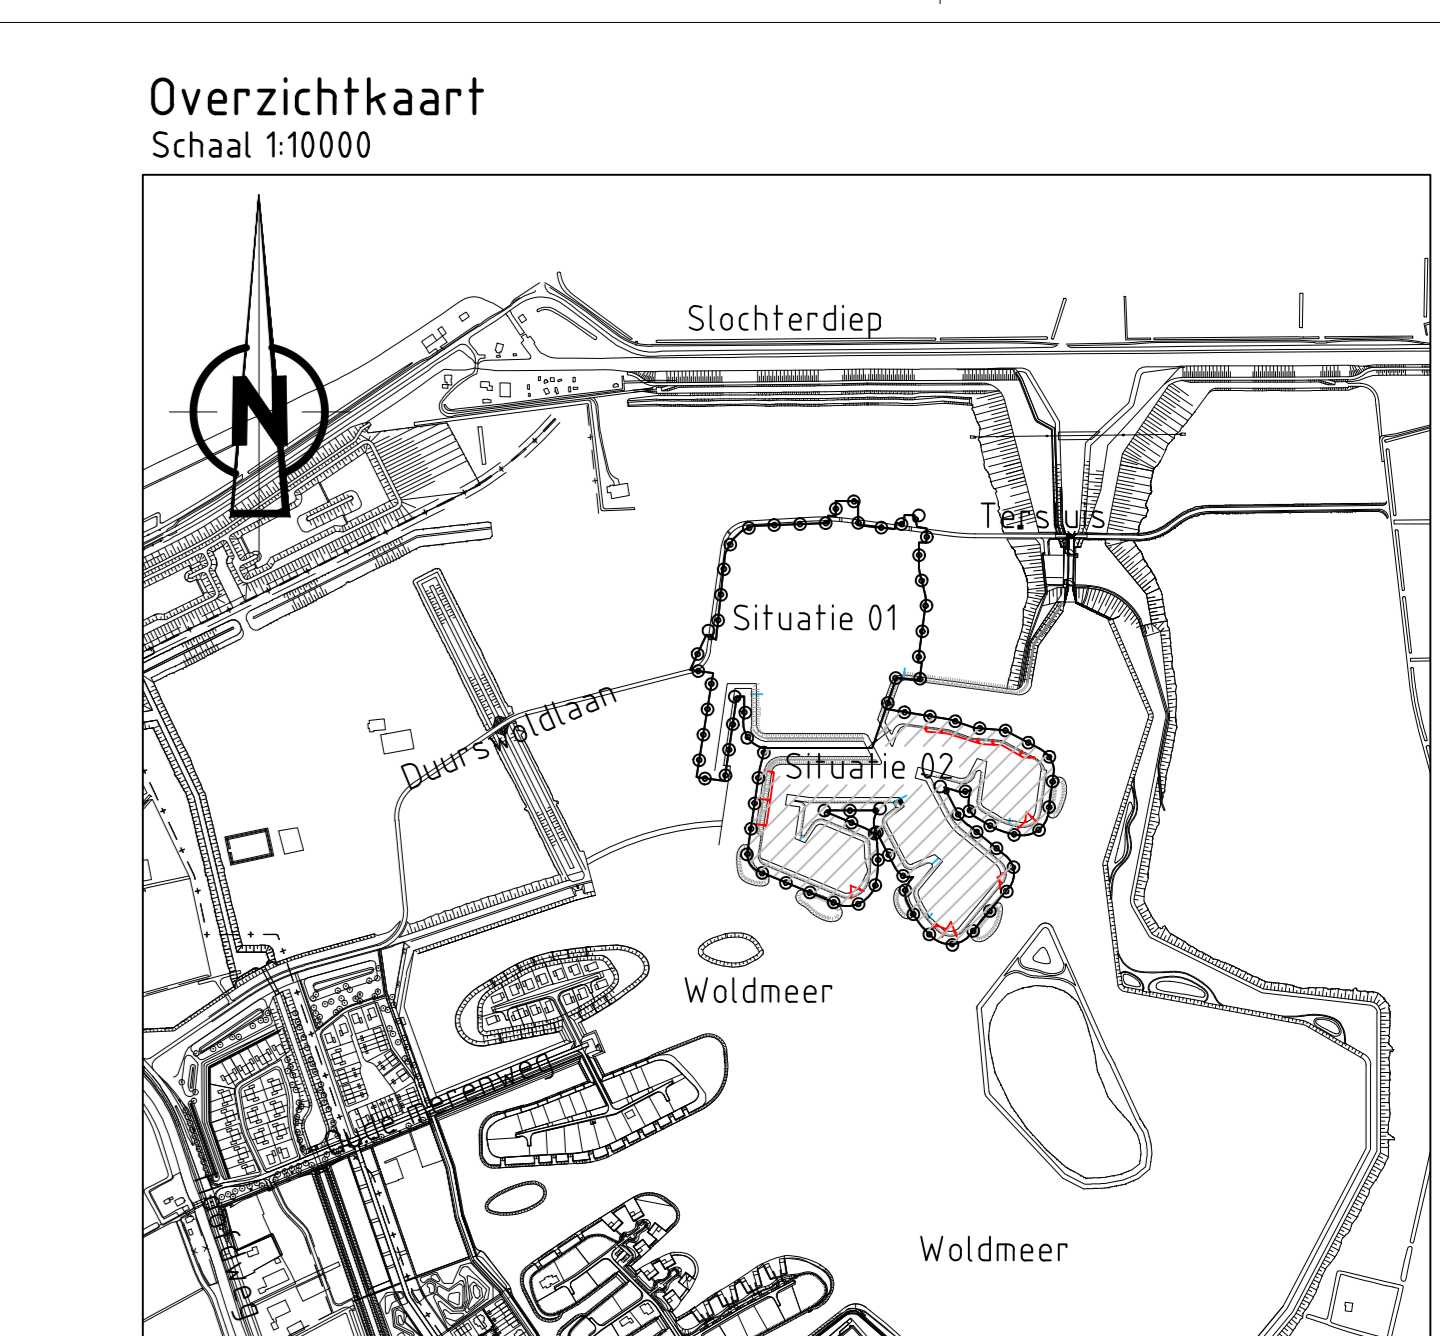 Overzichtkaart
Schaal 1:10000
N
Slochterdiep
Tersluis
Situatie 01
Duurswoldlaan
Situatie 02
Woldmeer
Woldmeer